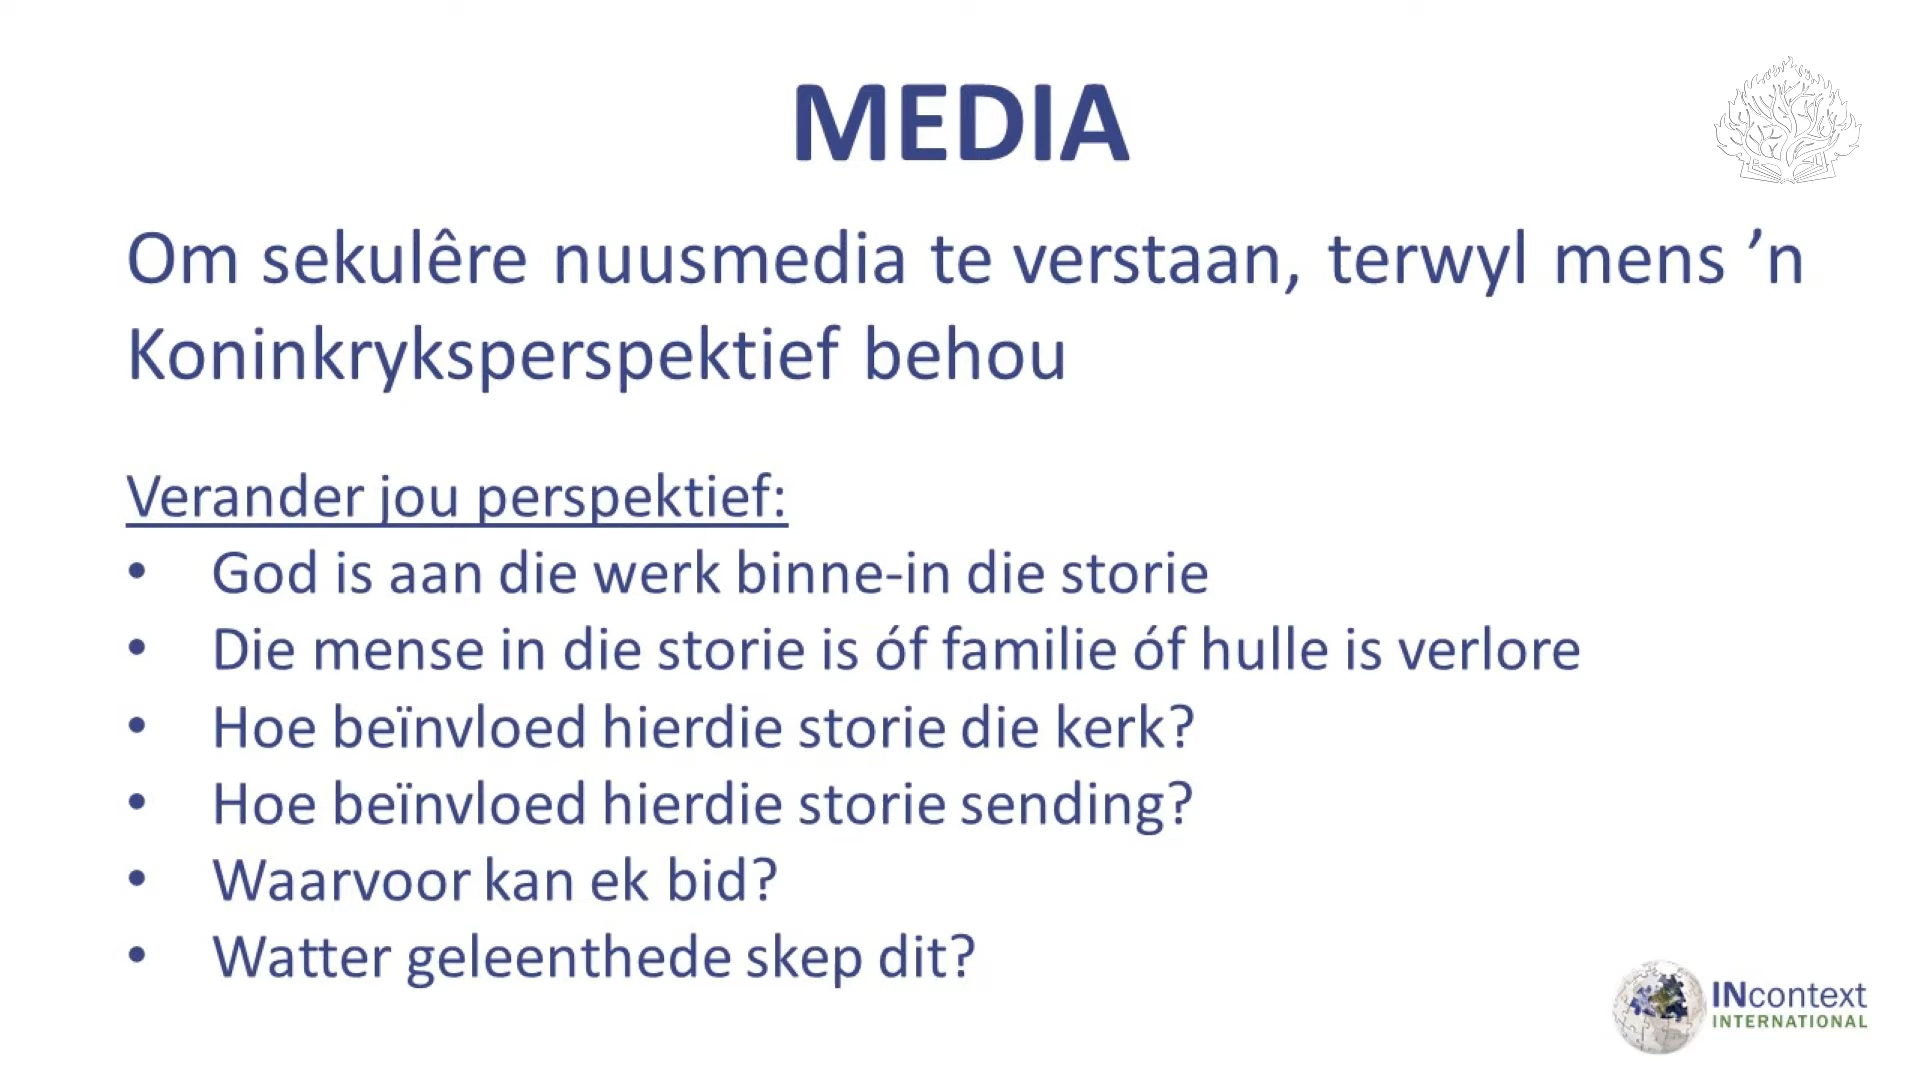 MEDIA
Om sekulêre nuusmedia te verstaan, terwyl mens ’n
Koninkryksperspektief behou
Verander jou perspektief:
• God is aan die werk binne-in die storie
• Die mense in die storie is óf familie óf hulle is verlore
• Hoe beïnvloed hierdie storie die kerk?
• Hoe beïnvloed hierdie storie sending?
• Waarvoor kan ek bid?
• Watter geleenthede skep dit?
INcontext
INTERNATIONAL